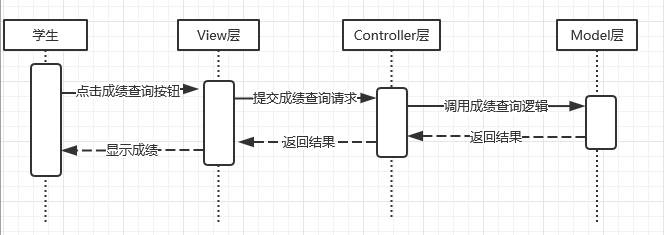 学生
View层
Controller层
Model层
点击成绩查询按钮
提交成绩查询请求
调用成绩查询逻辑
返回结果
返回结果
显示成绩